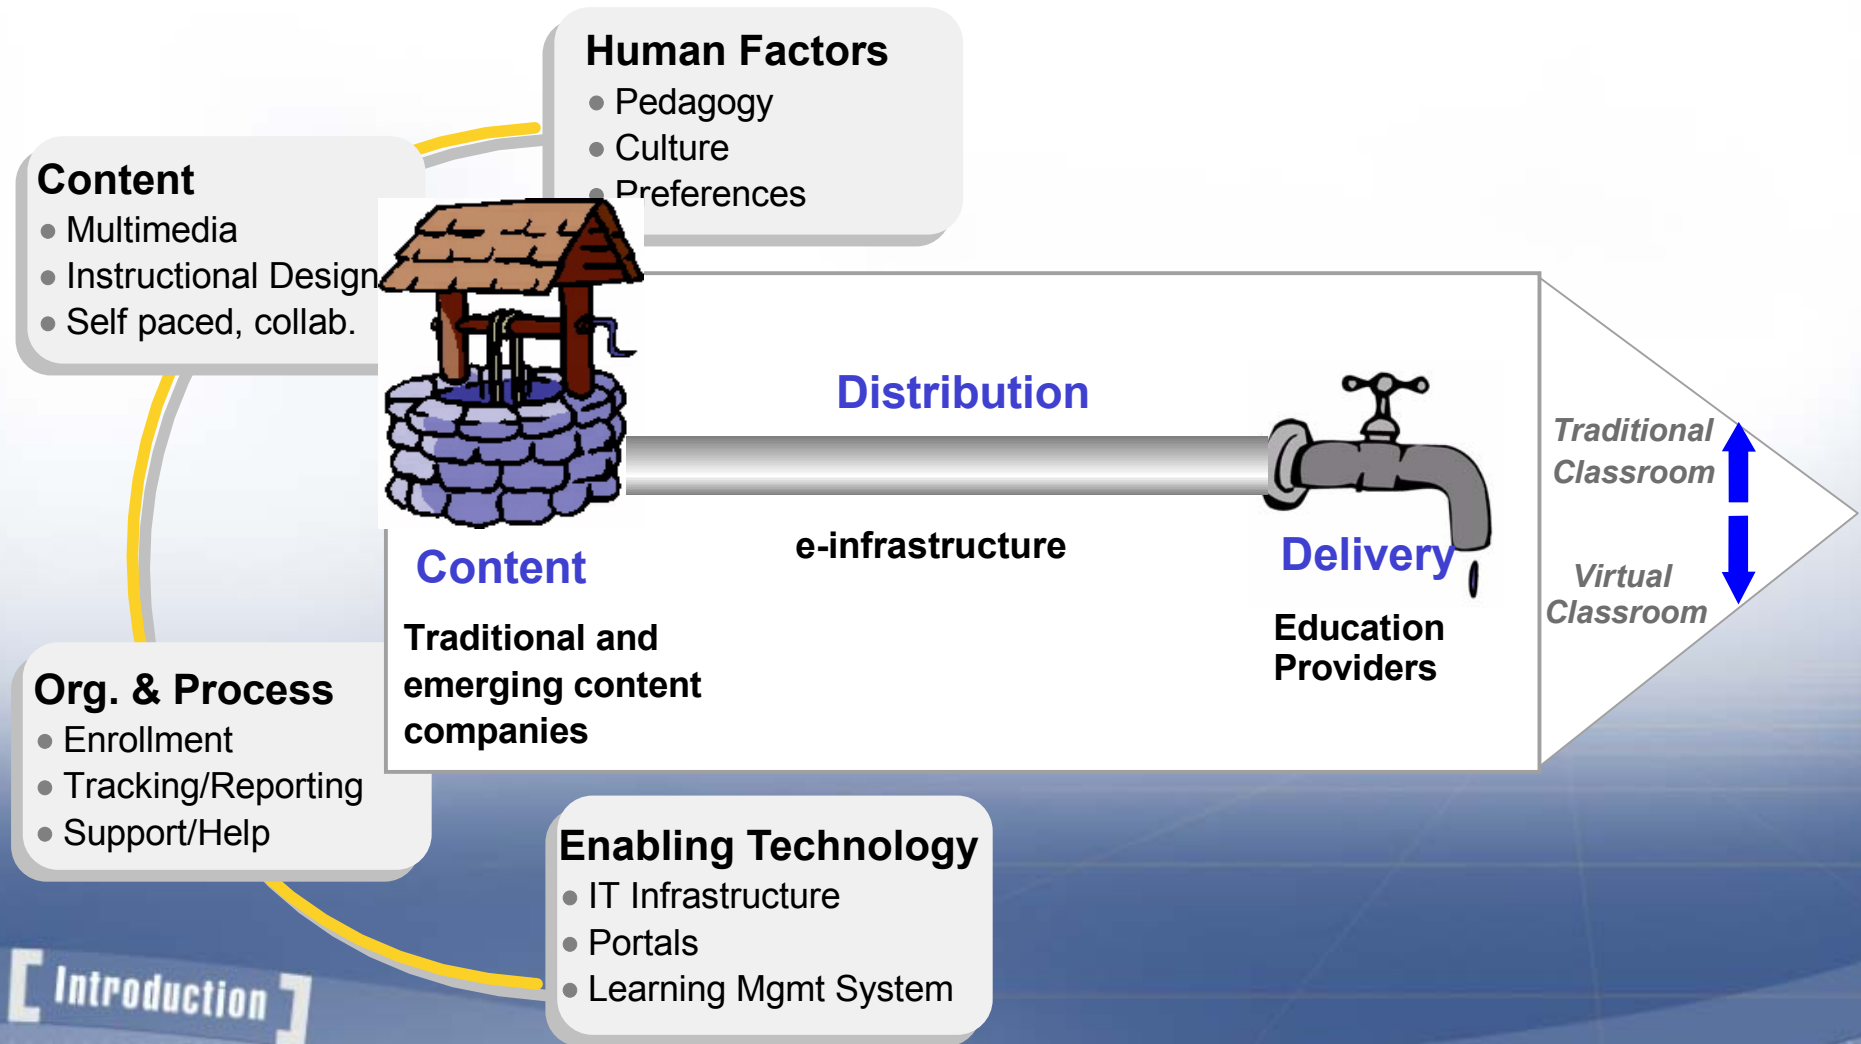 Human Factors
Pedagogy
Culture
Preferences
Content
Multimedia
Instructional Design
Self paced, collab.
Distribution
e-infrastructure
Content
Traditional and
emerging content
companies
Delivery
Education
Providers
Traditional
Classroom
Virtual
Classroom
Org. & Process
Enrollment
Tracking/Reporting
Support/Help
Enabling Technology
IT Infrastructure
Portals
Learning Mgmt System
[ Introduction ]